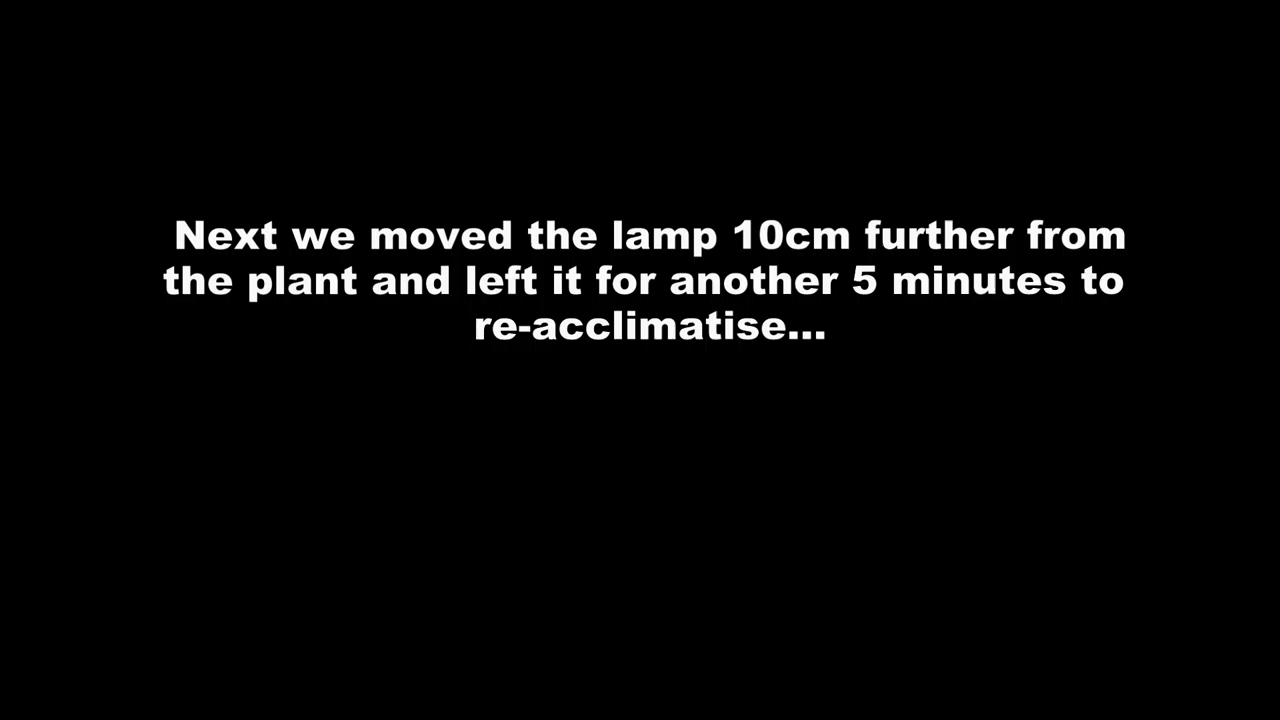 Next we moved the lamp 10cm further from
the plant and left it for another 5 minutes to
re-acclimatise...